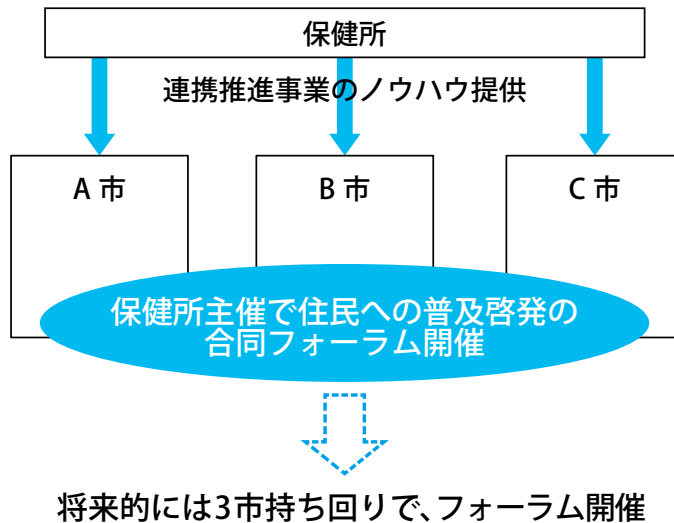 保健所
連携推進事業のノウハウ提供
A 市
B 市
C 市
保健所主催で住民への普及啓発の
合同フォーラム開催
将来的には3市持ち回りで、フォーラム開催